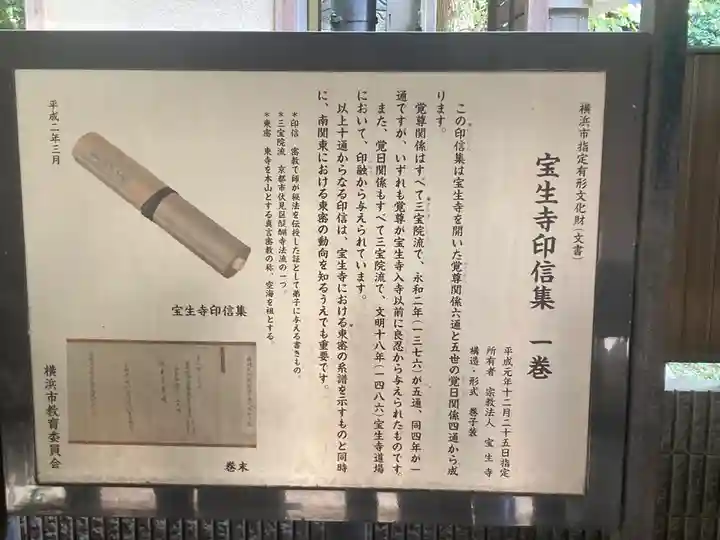 横浜市指定有形文化財(文書)
宝生寺印信集 一巻
平成元年十二月二十五日指定
所有者 宗教法人 宝生寺
構造・形式 巻子装
この印信集は宝生寺を開いた覚尊関係六通と五世の覚日関係四通から成
ります。
覚尊関係はすべて三宝院流で、永和二年(一三七六)が五通、同四年が一
通ですが、いずれも覚尊が宝生寺入寺以前に良忍から与えられたものです。
また、覚日関係もすべて三宝院流で、文明十八年(一四八六)宝生寺道場
において、印融から与えられています。
以上十通からなる印信は、宝生寺における東密の系譜を示すものと同時
に、南関東における東密の動向を知るうえでも重要です。
*印信 密教で師が秘法を伝授した証として弟子に与える書きもの。
*三宝院流 京都市伏見区醍醐寺法流の一つ。
*東密 東寺を本山とする真言密教の称、空海を祖とする。
宝生寺印信集
巻末
平成二年三月
横浜市教育委員会